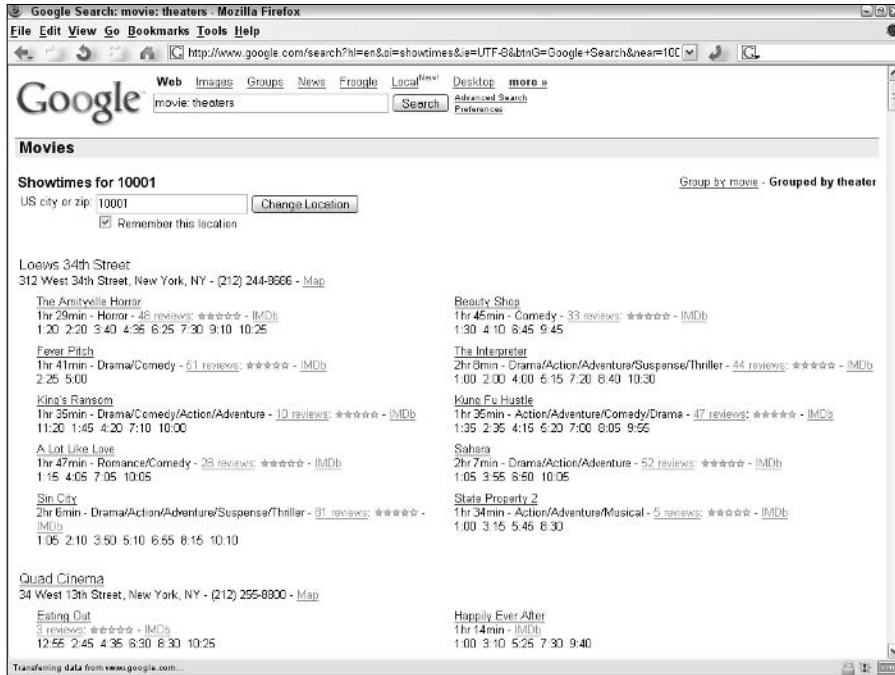 Google Search: movie: theaters - Mozilla Firefox
File Edit View Go Bookmarks Tools Help
http://www.google.com/search?hl=en&oi=showtimes&ie=UTF-8&btnG=Google+Search&near=100
Google
Web Images Groups News Froogle Local New! Desktop more »
movie: theaters Search Advanced Search
Preferences
Movies
Showtimes for 10001
Group by movie - Grouped by theater
US city or zip: 10001 Change Location
Remember this location
Loews 34th Street
312 West 34th Street, New York, NY - (212) 244-8686 - Map
The Amityville Horror
1hr 29min - Horror - 48 reviews: ☆☆☆☆☆ - IMDb
1:20 2:20 3:40 4:35 6:25 7:30 9:10 10:25
Beauty Shop
1hr 45min - Comedy - 33 reviews: ☆☆☆☆☆ - IMDb
1:30 4:10 6:45 9:45
Fever Pitch
1hr 41min - Drama/Comedy - 61 reviews: ☆☆☆☆☆ - IMDb
2:25 5:00
The Interpreter
2hr 8min - Drama/Action/Adventure/Suspense/Thriller - 44 reviews: ☆☆☆☆☆ - IMDb
1:00 2:00 4:00 5:15 7:20 8:40 10:30
King's Ransom
1hr 35min - Drama/Comedy/Action/Adventure - 10 reviews: ☆☆☆☆☆ - IMDb
11:20 1:45 4:20 7:10 10:00
Kung Fu Hustle
1hr 35min - Action/Adventure/Comedy/Drama - 47 reviews: ☆☆☆☆☆ - IMDb
1:35 2:35 4:15 5:20 7:00 8:05 9:55
A Lot Like Love
1hr 47min - Romance/Comedy - 28 reviews: ☆☆☆☆☆ - IMDb
1:15 4:05 7:05 10:05
Sahara
2hr 7min - Drama/Action/Adventure - 52 reviews: ☆☆☆☆☆ - IMDb
1:05 3:55 6:50 10:05
Sin City
2hr 6min - Drama/Action/Adventure/Suspense/Thriller - 81 reviews: ☆☆☆☆☆ -
IMDb
1:05 2:10 3:50 5:10 6:55 8:15 10:10
State Property 2
1hr 34min - Action/Adventure/Musical - 5 reviews: ☆☆☆☆☆ - IMDb
1:00 3:15 5:45 8:30
Quad Cinema
34 West 13th Street, New York, NY - (212) 255-8800 - Map
Eating Out
3 reviews: ☆☆☆☆☆ - IMDb
12:55 2:45 4:35 6:30 8:30 10:25
Happily Ever After
1hr 14min - IMDb
1:00 3:10 5:25 7:30 9:40
Transferring data from www.google.com...